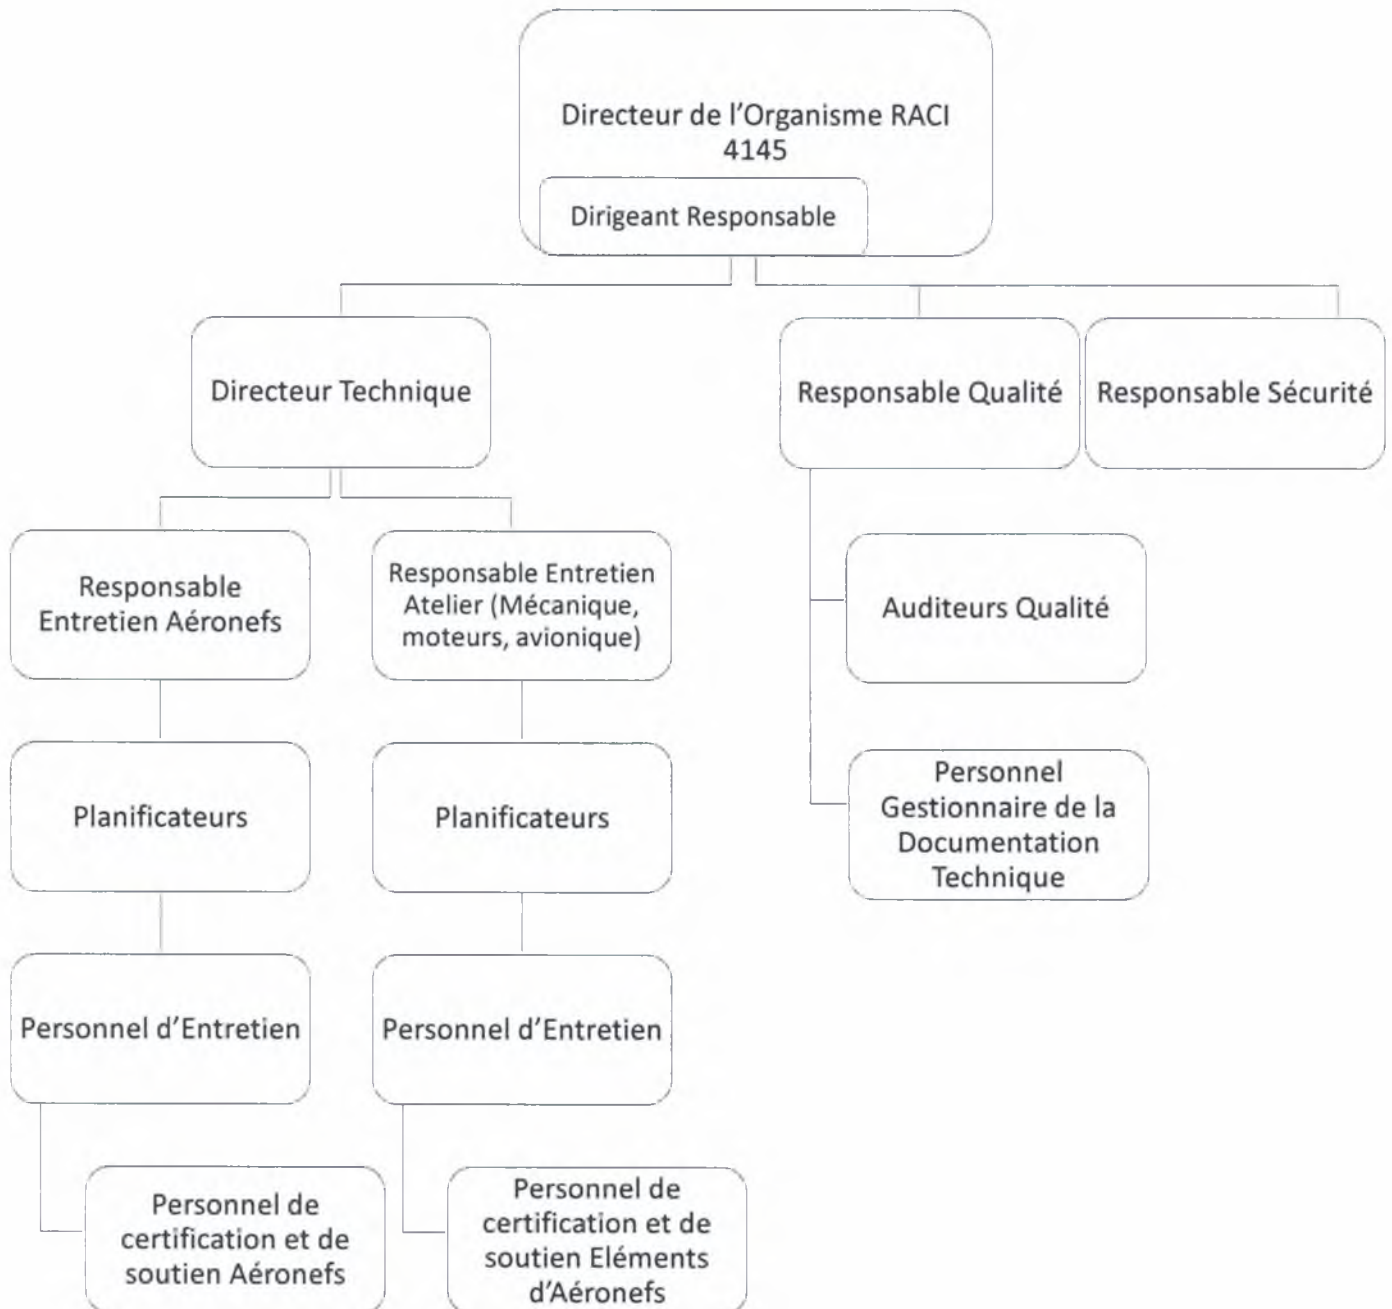 Directeur de l'Organisme RACI
4145
Dirigeant Responsable
Directeur Technique
Responsable Qualité
Responsable Sécurité
Responsable
Entretien Aéronefs
Responsable Entretien
Atelier (Mécanique,
moteurs, avionique)
Auditeurs Qualité
Planificateurs
Planificateurs
Personnel
Gestionnaire de la
Documentation
Technique
Personnel d'Entretien
Personnel d'Entretien
Personnel de
certification et de
soutien Aéronefs
Personnel de
certification et de
soutien Eléments
d'Aéronefs